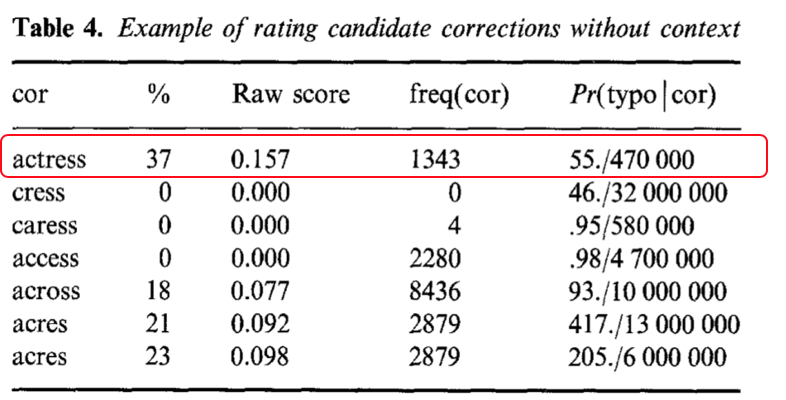 Table 4. Example of rating candidate corrections without context
cor % Raw score freq(cor) Pr(typo|cor)
actress 37 0.157 1343 55./470 000
cress 0 0.000 0 46./32 000 000
caress 0 0.000 4 .95/580 000
access 0 0.000 2280 .98/4 700 000
across 18 0.077 8436 93./10 000 000
acres 21 0.092 2879 417./13 000 000
acres 23 0.098 2879 205./6 000 000